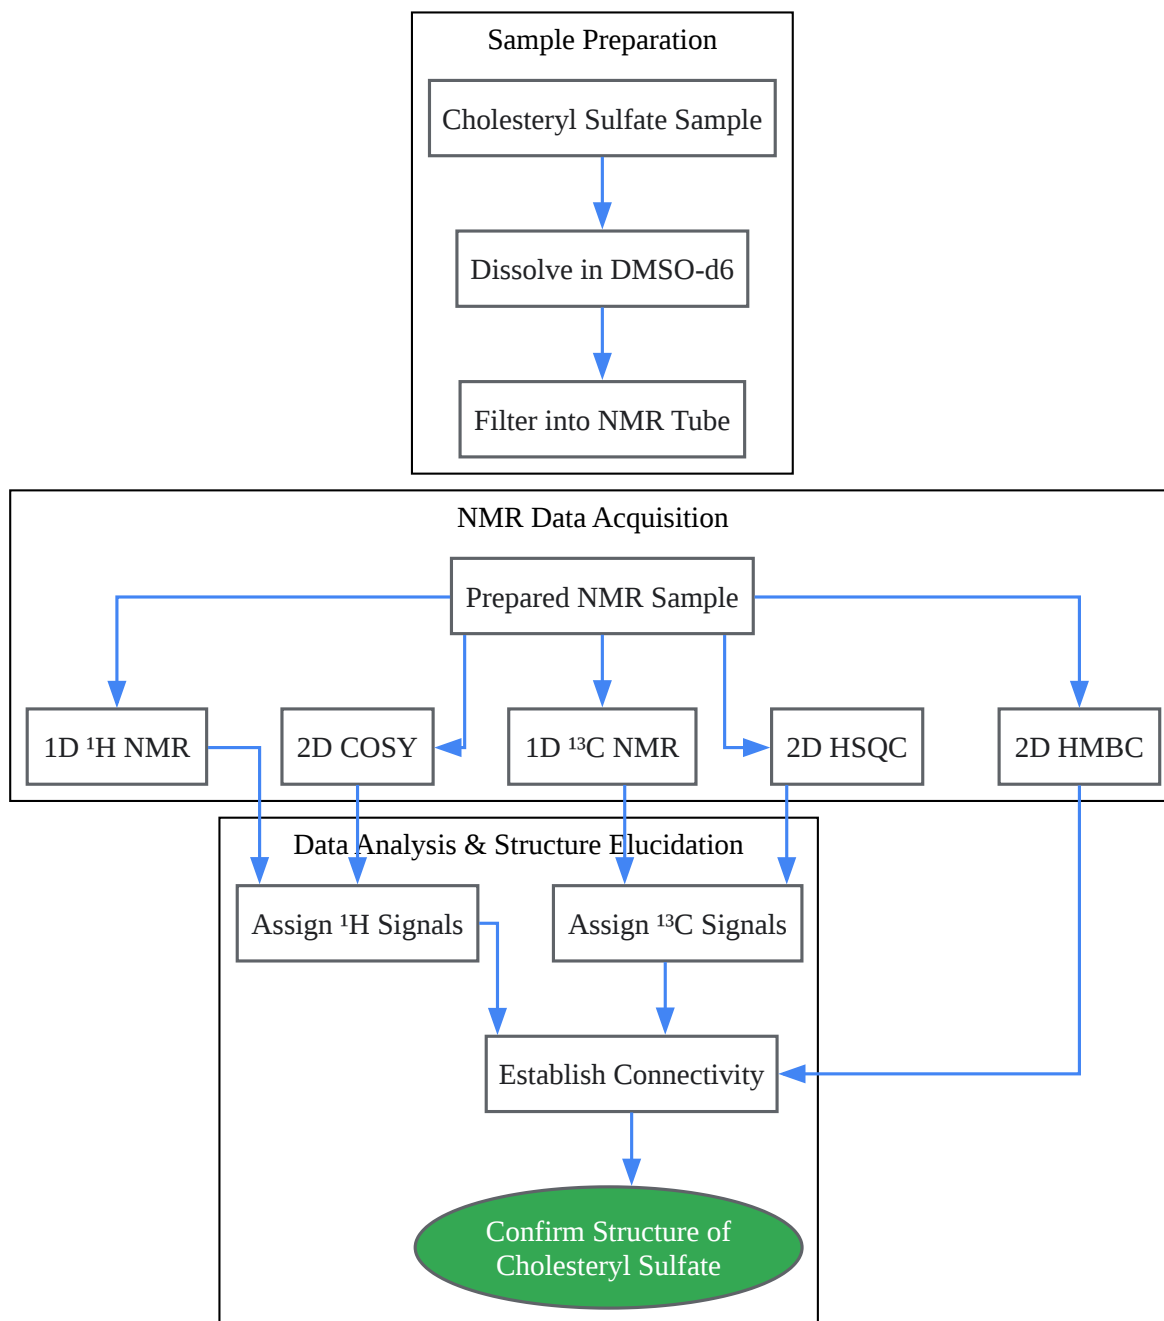 Sample Preparation
Cholesteryl Sulfate Sample
Dissolve in DMSO-d6
Filter into NMR Tube
NMR Data Acquisition
Prepared NMR Sample
1D ¹H NMR
2D COSY
1D ¹³C NMR
2D HSQC
2D HMBC
Data Analysis & Structure Elucidation
Assign ¹H Signals
Assign ¹³C Signals
Establish Connectivity
Confirm Structure of
Cholesteryl Sulfate